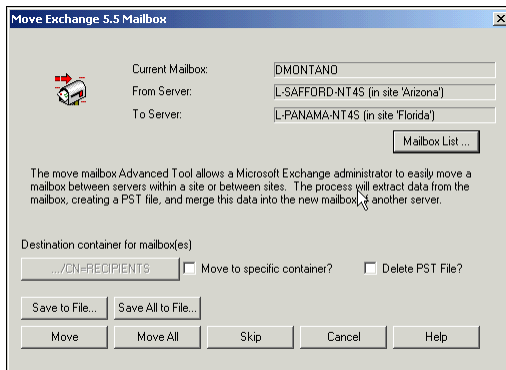 Move Exchange 5.5 Mailbox
Current Mailbox: DMONTANO
From Server: L-SAFFORD-NT4S (in site 'Arizona')
To Server: L-PANAMA-NT4S (in site 'Florida')
Mailbox List ...
The move mailbox Advanced Tool allows a Microsoft Exchange administrator to easily move a
mailbox between servers within a site or between sites. The process will extract data from the
mailbox, creating a PST file, and merge this data into the new mailbox another server.
Destination container for mailbox(es)
.../CN=RECIPIENTS Move to specific container? Delete PST File?
Save to File... Save All to File...
Move Move All Skip Cancel Help